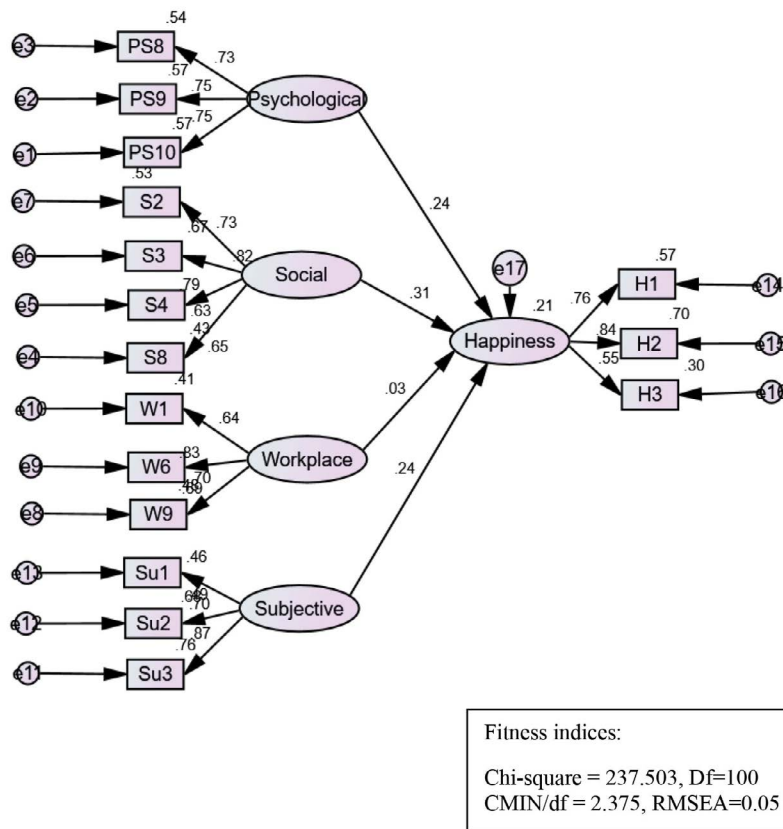 .54
e3 PS8 .73
.57
e2 PS9 .75 Psychological
.57 .75
e1 PS10
.53
e7 S2 .73
.67
e6 S3 .82 Social
.79
e5 S4 .63
.43
e4 S8 .65
.41
e10 W1 .64
e9 W6 .83 Workplace
.70
.48
e8 W9
.46
e13 Su1
e12 Su2 .70 Subjective
.87
.76
e11 Su3
.24
.31
.03
.24
e17
.21
Happiness
.57
.76 H1 e14
.70
.84 H2 e15
.55 .30
H3 e16
Fitness indices:
Chi-square = 237.503, Df=100
CMIN/df = 2.375, RMSEA=0.05